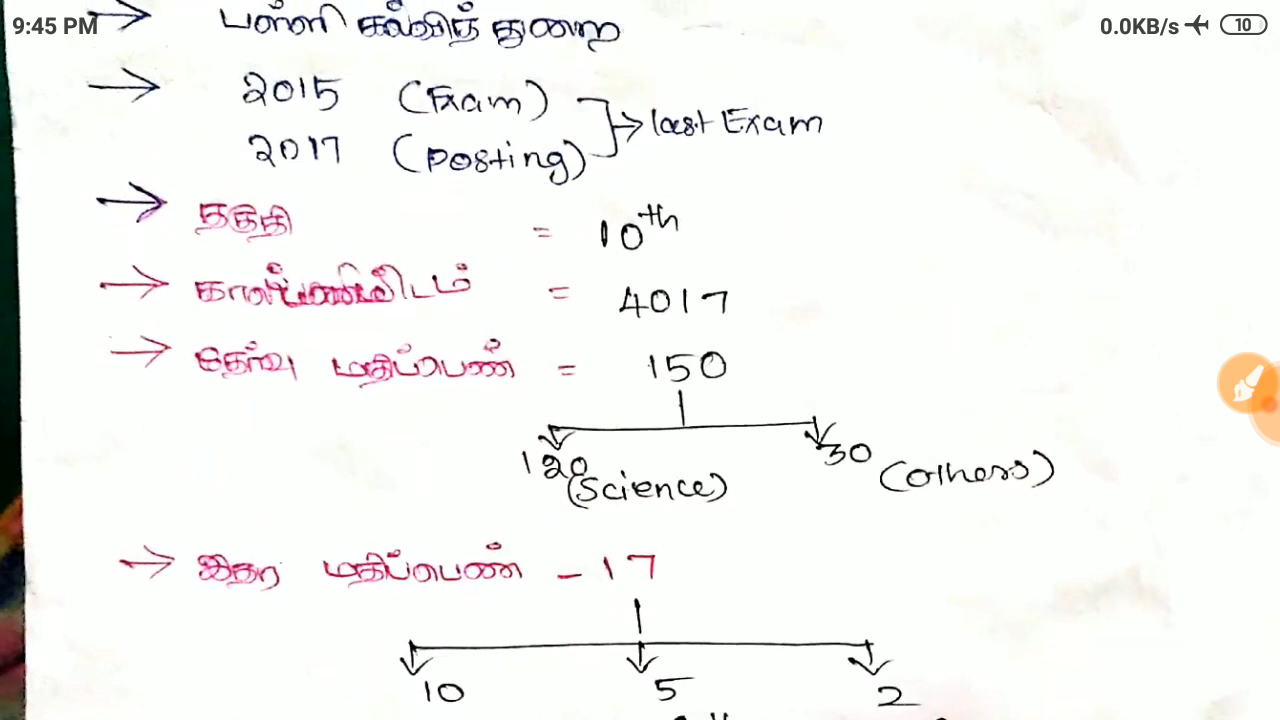 9:45 PM 0.0KB/s 10
→ பள்ளி கல்வித் துறை
→ 2015 (Exam)
2017 (posting) → last Exam
→ தகுதி = 10th
→ காலிப்பணியிடம் = 4017
→ தேர்வு மதிப்பெண் = 150
120 (Science) 30 (others)
→ இதர மதிப்பெண் - 17
10 5 2